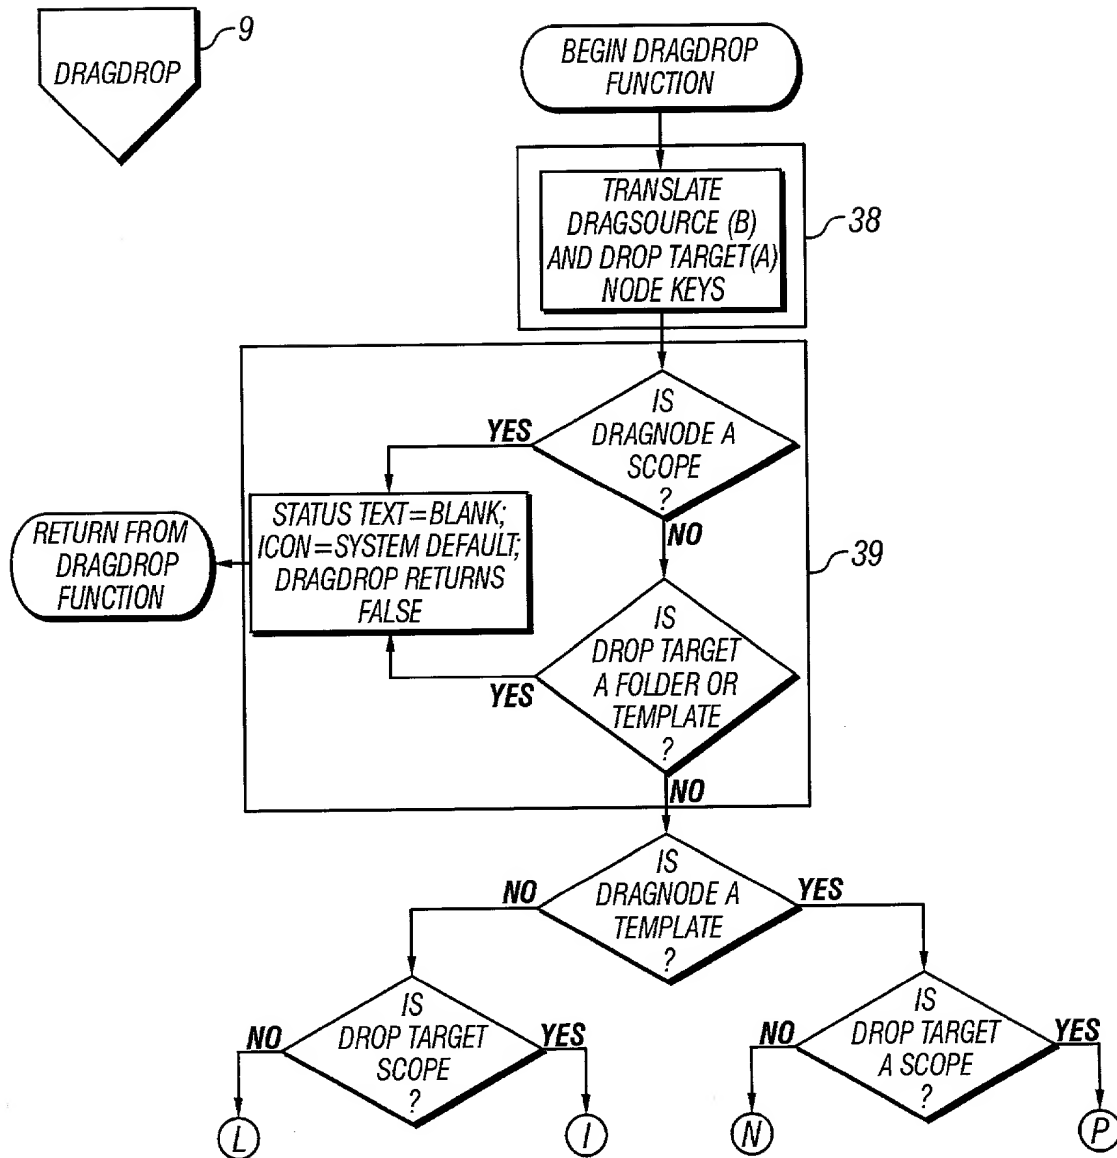 9
DRAGDROP
BEGIN DRAGDROP
FUNCTION
TRANSLATE
DRAGSOURCE (B)
AND DROP TARGET(A)
NODE KEYS
38
IS
DRAGNODE A
SCOPE
?
YES
NO
STATUS TEXT=BLANK;
ICON=SYSTEM DEFAULT;
DRAGDROP RETURNS
FALSE
RETURN FROM
DRAGDROP
FUNCTION
39
IS
DROP TARGET
A FOLDER OR
TEMPLATE
?
YES
NO
IS
DRAGNODE A
TEMPLATE
?
NO
YES
IS
DROP TARGET
SCOPE
?
NO
YES
IS
DROP TARGET
A SCOPE
?
NO
YES
L
I
N
P